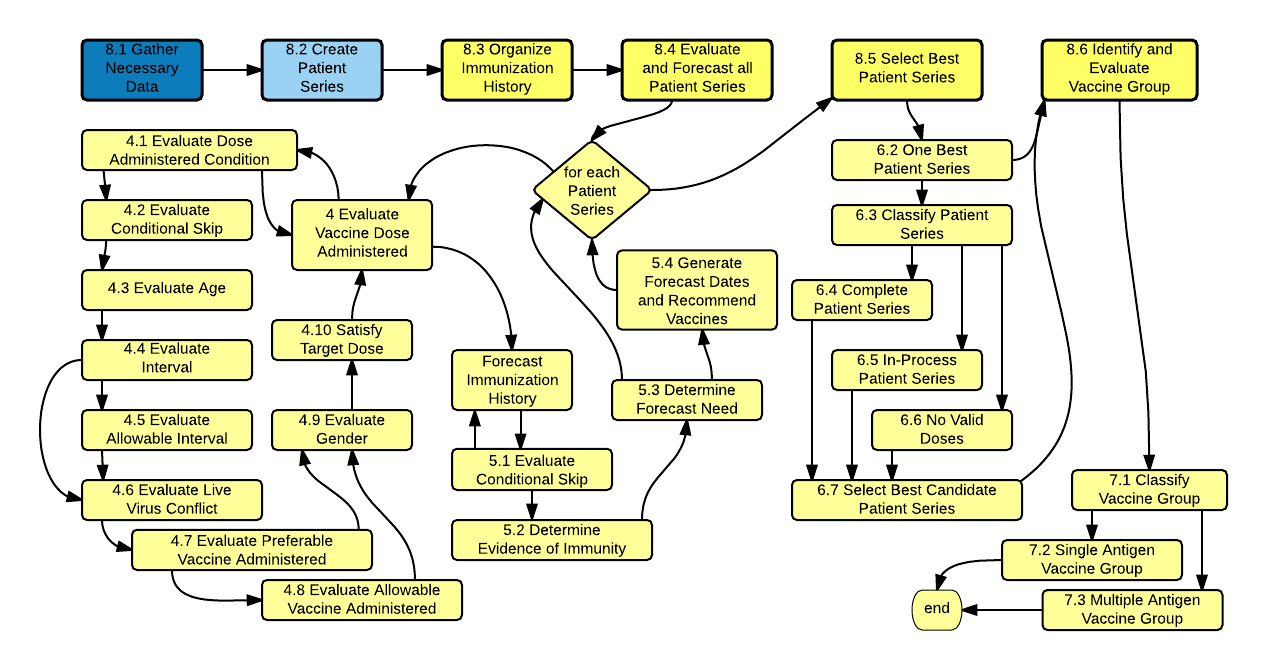 8.1 Gather
Necessary
Data
8.2 Create
Patient
Series
8.3 Organize
Immunization
History
8.4 Evaluate
and Forecast all
Patient Series
8.5 Select Best
Patient Series
8.6 Identify and
Evaluate
Vaccine Group
4.1 Evaluate Dose
Administered Condition
4.2 Evaluate
Conditional Skip
4.3 Evaluate Age
4.4 Evaluate
Interval
4.5 Evaluate
Allowable Interval
4.6 Evaluate Live
Virus Conflict
4.7 Evaluate Preferable
Vaccine Administered
4.8 Evaluate Allowable
Vaccine Administered
4.9 Evaluate
Gender
4.10 Satisfy
Target Dose
4 Evaluate
Vaccine Dose
Administered
for each
Patient
Series
Forecast
Immunization
History
5.1 Evaluate
Conditional Skip
5.2 Determine
Evidence of Immunity
5.3 Determine
Forecast Need
5.4 Generate
Forecast Dates
and Recommend
Vaccines
6.2 One Best
Patient Series
6.3 Classify Patient
Series
6.4 Complete
Patient Series
6.5 In-Process
Patient Series
6.6 No Valid
Doses
6.7 Select Best Candidate
Patient Series
7.1 Classify
Vaccine Group
7.2 Single Antigen
Vaccine Group
7.3 Multiple Antigen
Vaccine Group
end